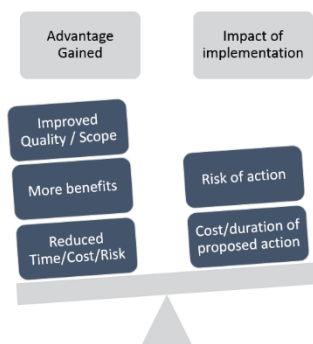 Advantage
Gained
Impact of
implementation
Improved
Quality / Scope
More benefits
Reduced
Time/Cost/Risk
Risk of action
Cost/duration of
proposed action